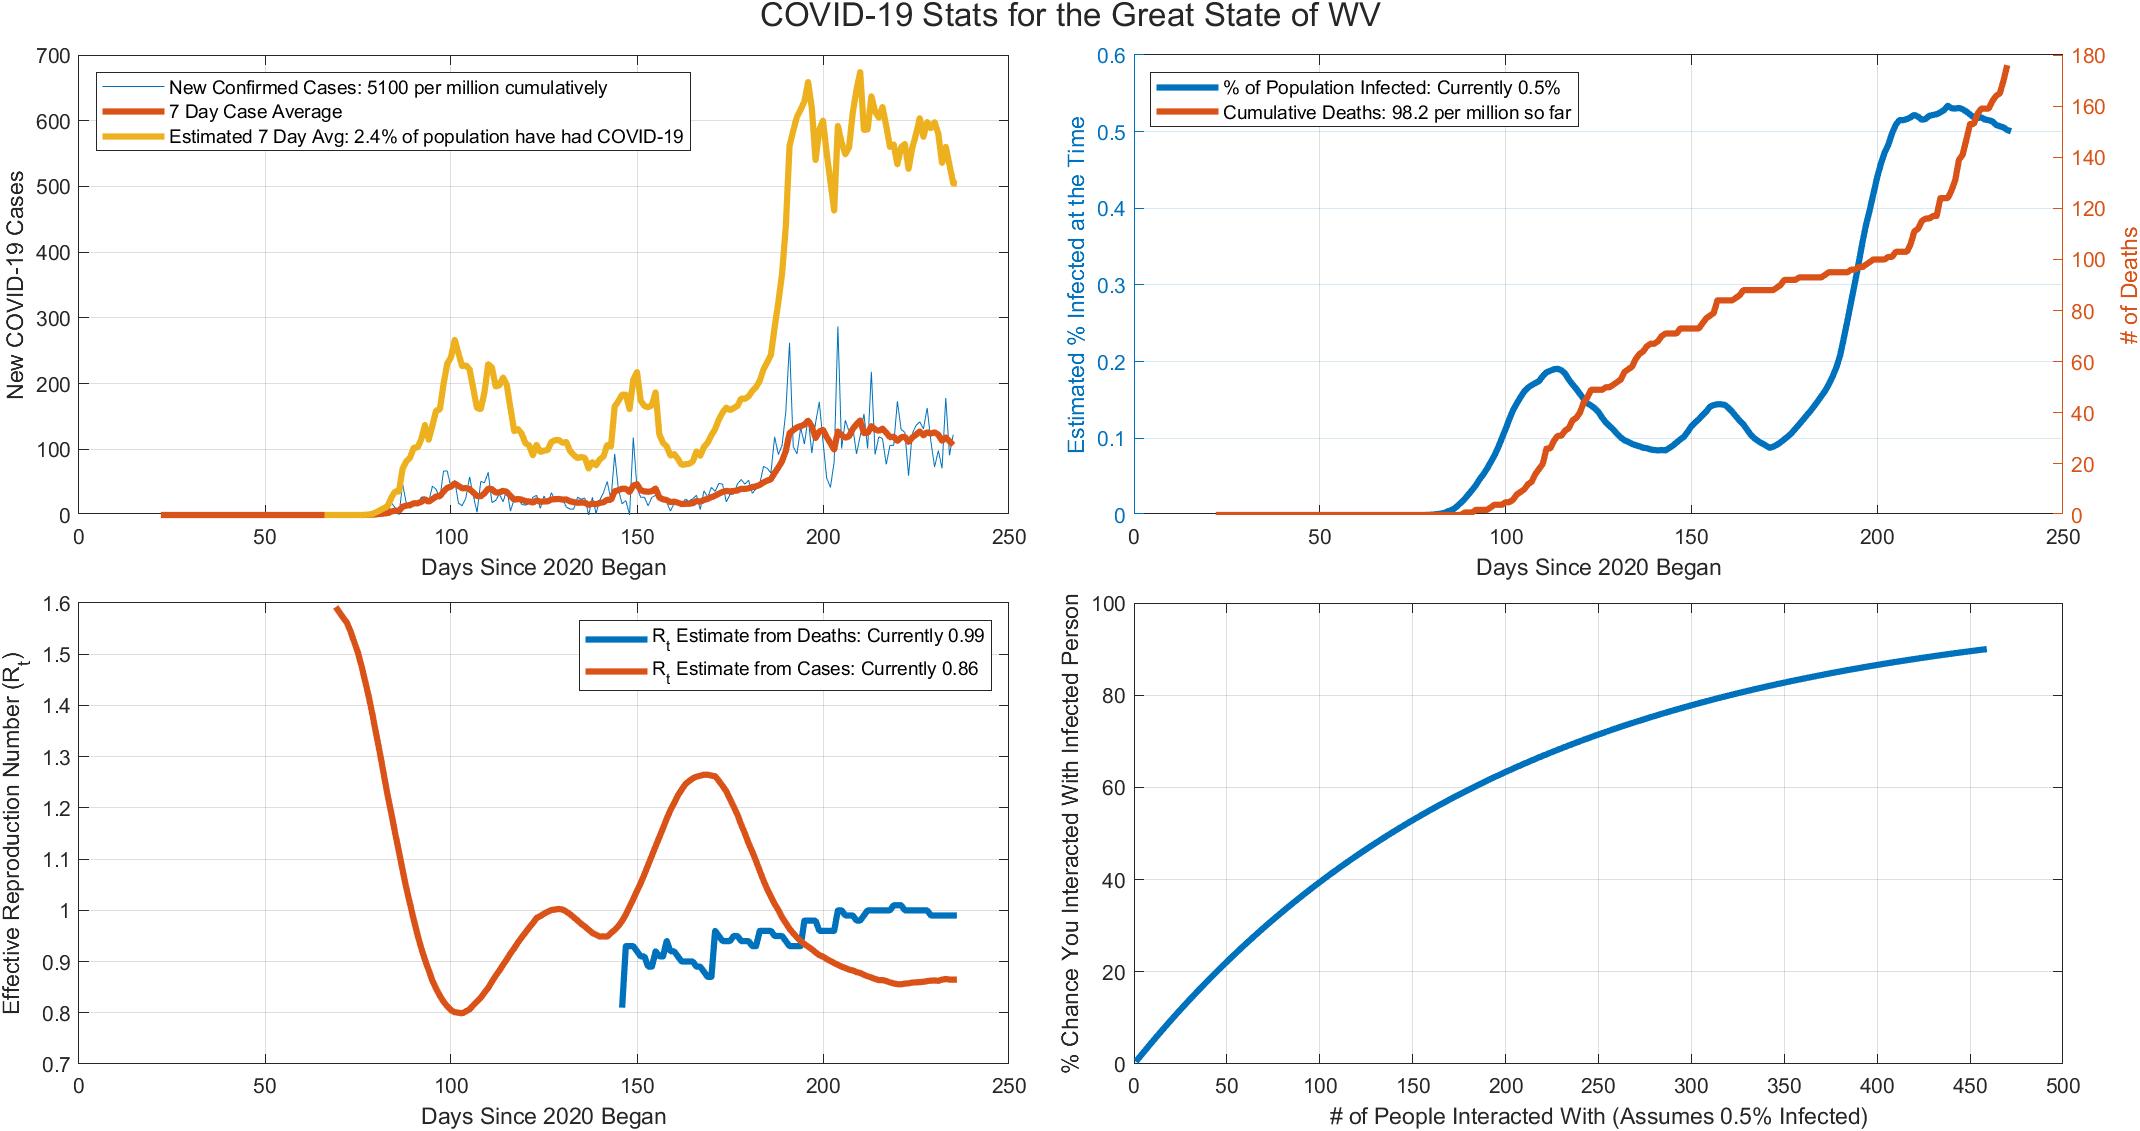 COVID-19 Stats for the Great State of WV
New COVID-19 Cases
700
600
500
400
300
200
100
0
New Confirmed Cases: 5100 per million cumulatively
7 Day Case Average
Estimated 7 Day Avg: 2.4% of population have had COVID-19
0 50 100 150 200 250
Days Since 2020 Began
Estimated % Infected at the Time
0.6
0.5
0.4
0.3
0.2
0.1
0
% of Population Infected: Currently 0.5%
Cumulative Deaths: 98.2 per million so far
180
160
140
120
100
80
60
40
20
0
# of Deaths
0 50 100 150 200 250
Days Since 2020 Began
Effective Reproduction Number (Rt)
1.6
1.5
1.4
1.3
1.2
1.1
1
0.9
0.8
0.7
Rt Estimate from Deaths: Currently 0.99
Rt Estimate from Cases: Currently 0.86
0 50 100 150 200 250
Days Since 2020 Began
% Chance You Interacted With Infected Person
100
80
60
40
20
0
0 50 100 150 200 250 300 350 400 450 500
# of People Interacted With (Assumes 0.5% Infected)